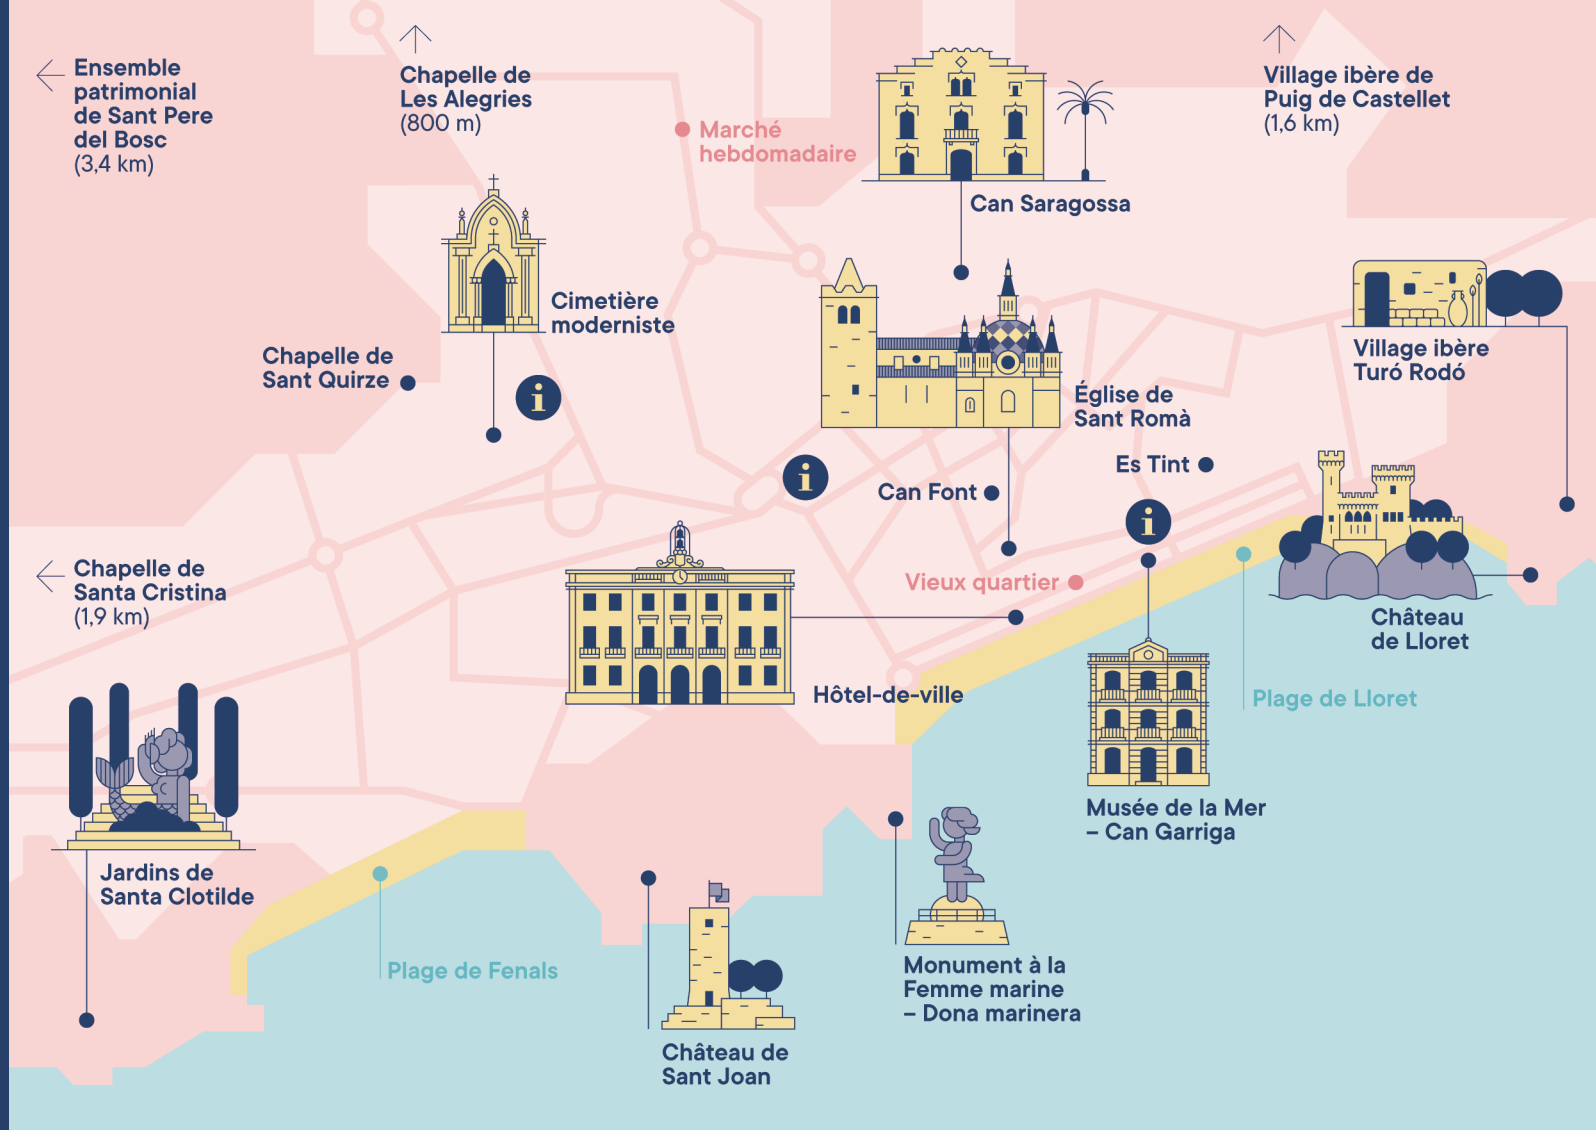 Ensemble
patrimonial
de Sant Pere
del Bosc
(3,4 km)
Chapelle de
Les Alegries
(800 m)
Marché
hebdomadaire
Can Saragossa
Village ibère de
Puig de Castellet
(1,6 km)
Cimetière
moderniste
Chapelle de
Sant Quirze
i
Village ibère
Turó Rodó
Église de
Sant Romà
Es Tint
i
Can Font
i
Chapelle de
Santa Cristina
(1,9 km)
Vieux quartier
Château
de Lloret
Hôtel-de-ville
Plage de Lloret
Musée de la Mer
– Can Garriga
Jardins de
Santa Clotilde
Plage de Fenals
Monument à la
Femme marine
– Dona marinera
Château de
Sant Joan